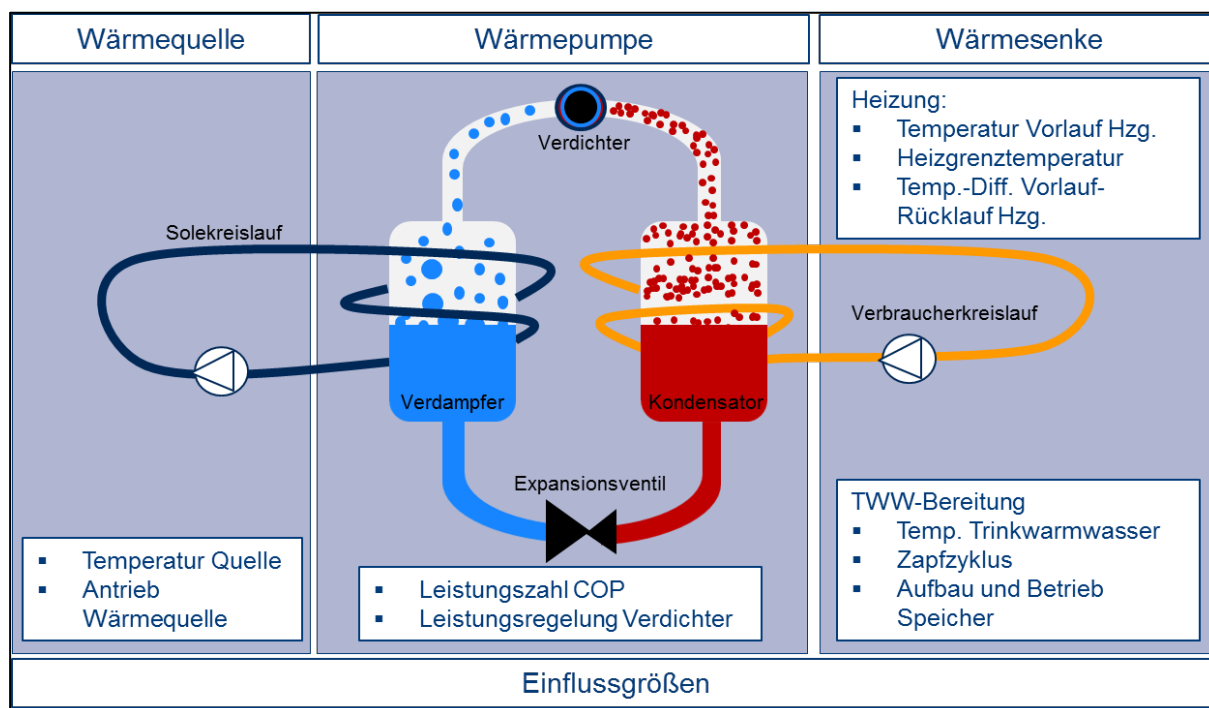 Wärmequelle
Wärmepumpe
Wärmesenke
Verdichter
Heizung:
▪ Temperatur Vorlauf Hzg.
▪ Heizgrenztemperatur
▪ Temp.-Diff. Vorlauf-
Rücklauf Hzg.
Solekreislauf
Verbraucherkreislauf
Verdampfer
Kondensator
Expansionsventil
▪ Temperatur Quelle
▪ Antrieb
Wärmequelle
▪ Leistungszahl COP
▪ Leistungsregelung Verdichter
TWW-Bereitung
▪ Temp. Trinkwarmwasser
▪ Zapfzyklus
▪ Aufbau und Betrieb
Speicher
Einflussgrößen